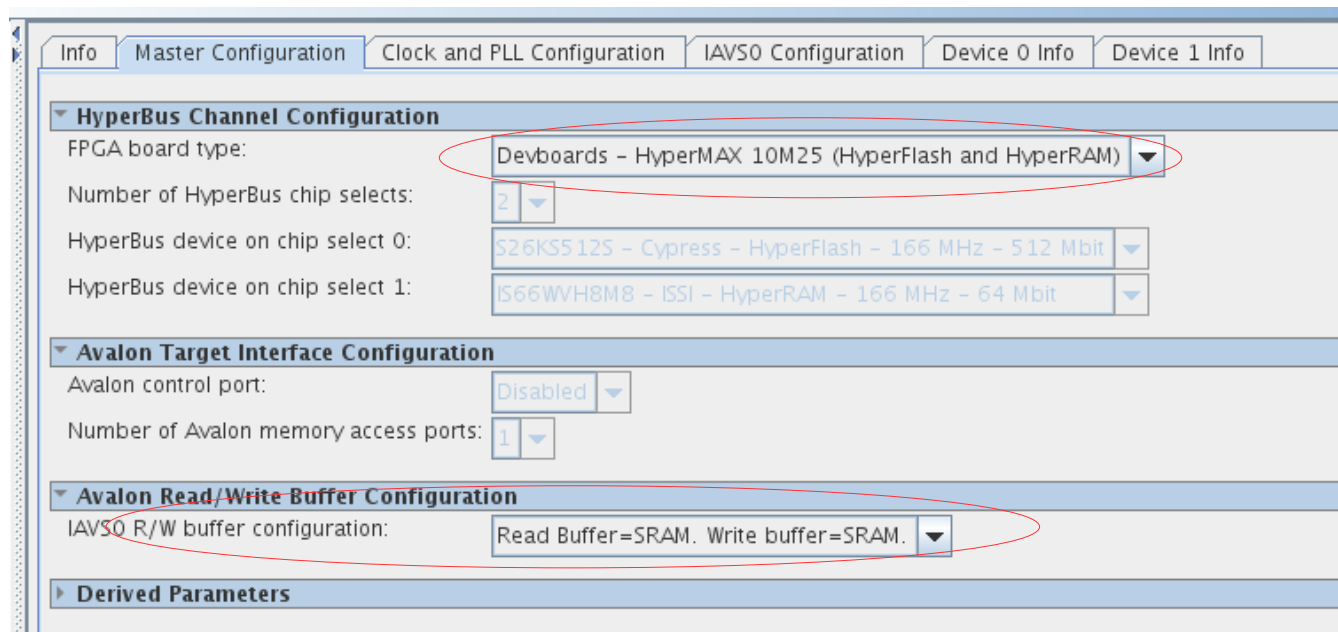 Info Master Configuration Clock and PLL Configuration IAVS0 Configuration Device 0 Info Device 1 Info
HyperBus Channel Configuration
FPGA board type: Devboards – HyperMAX 10M25 (HyperFlash and HyperRAM)
Number of HyperBus chip selects: 2
HyperBus device on chip select 0: S26KS512S – Cypress – HyperFlash – 166 MHz – 512 Mbit
HyperBus device on chip select 1: IS66WVH8M8 – ISSI – HyperRAM – 166 MHz – 64 Mbit
Avalon Target Interface Configuration
Avalon control port: Disabled
Number of Avalon memory access ports: 1
Avalon Read/Write Buffer Configuration
IAVS0 R/W buffer configuration: Read Buffer=SRAM. Write buffer=SRAM.
Derived Parameters